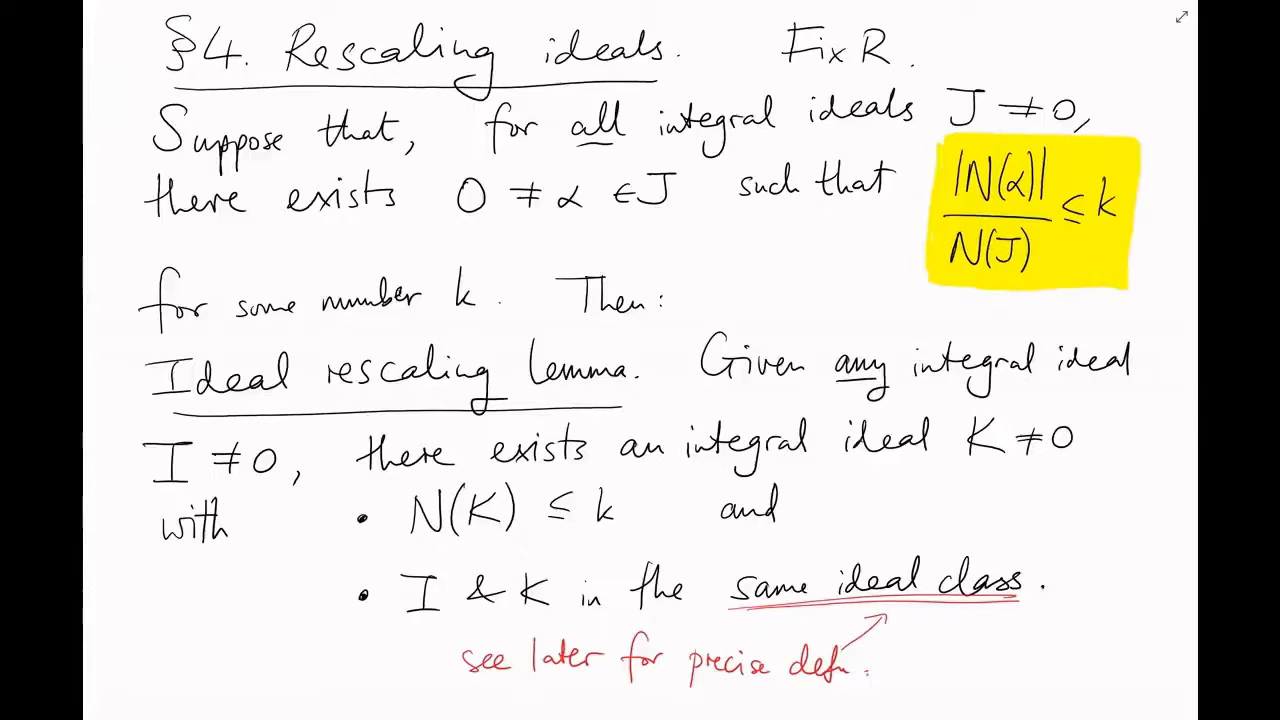 §4. Rescaling ideals. Fix R.
Suppose that, for all integral ideals J ≠ 0,
there exists 0 ≠ α ∈ J such that |N(α)| / N(J) ≤ k
for some number k. Then:
Ideal rescaling lemma. Given any integral ideal
I ≠ 0, there exists an integral ideal K ≠ 0
with • N(K) ≤ k and
• I & K in the same ideal class.
see later for precise defn.